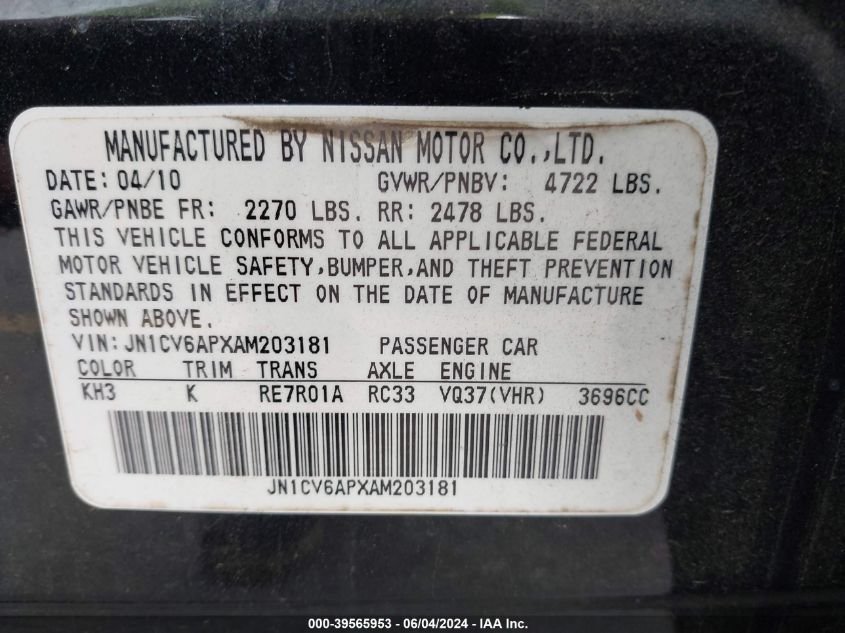 MANUFACTURED BY NISSAN MOTOR CO.,LTD.
DATE: 04/10 GVWR/PNBV: 4722 LBS.
GAWR/PNBE FR: 2270 LBS. RR: 2478 LBS.
THIS VEHICLE CONFORMS TO ALL APPLICABLE FEDERAL
MOTOR VEHICLE SAFETY,BUMPER,AND THEFT PREVENTION
STANDARDS IN EFFECT ON THE DATE OF MANUFACTURE
SHOWN ABOVE.
VIN: JN1CV6APXAM203181 PASSENGER CAR
COLOR TRIM TRANS AXLE ENGINE
KH3 K RE7R01A RC33 VQ37(VHR) 3696CC
JN1CV6APXAM203181
000-39565953 - 06/04/2024 - IAA Inc.